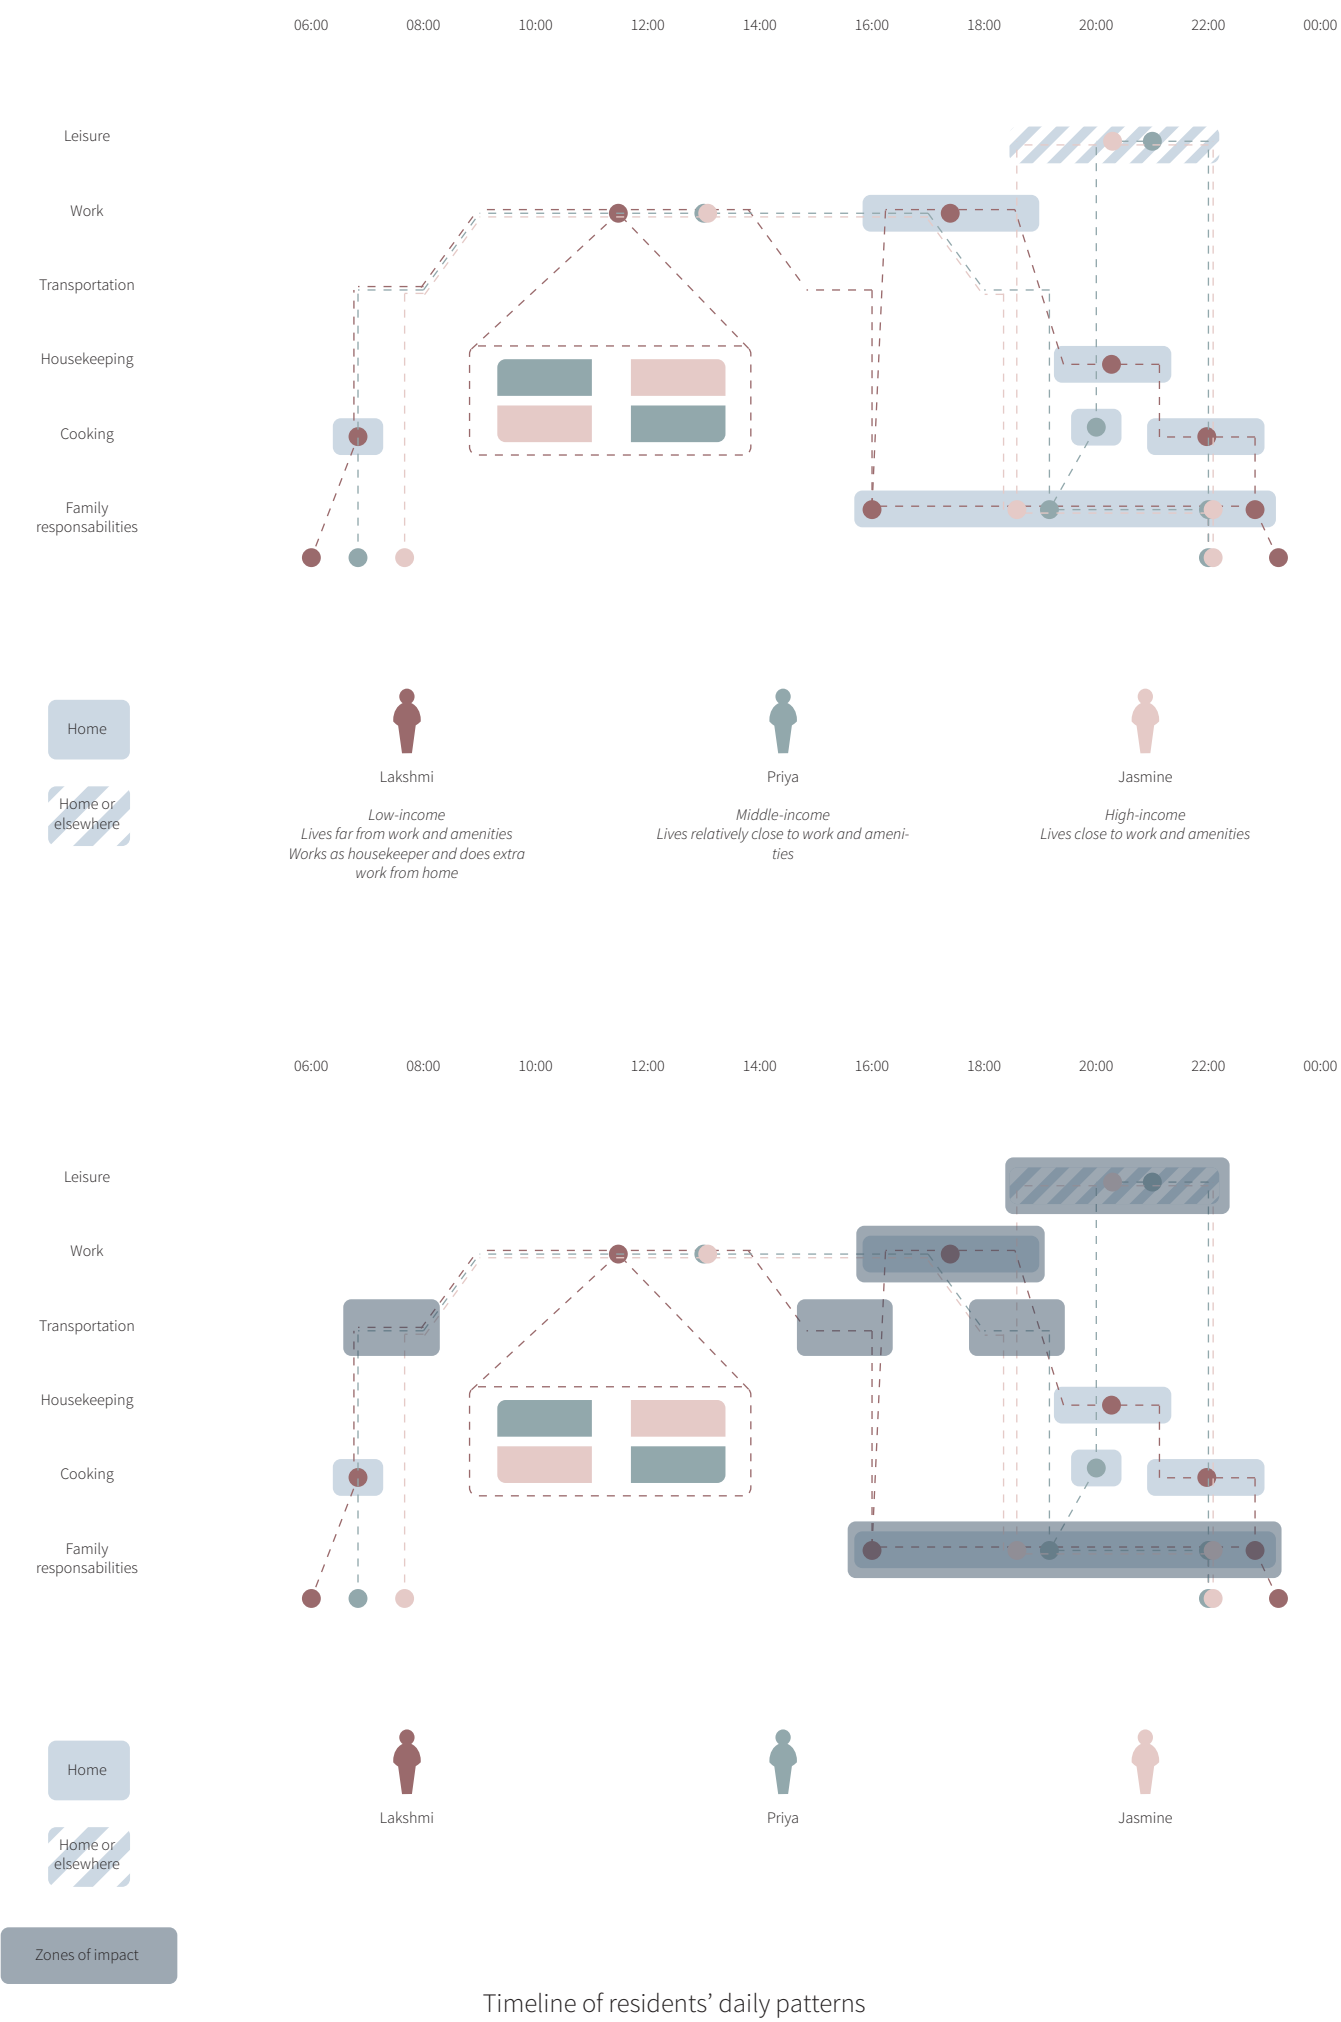 06:00 08:00 10:00 12:00 14:00 16:00 18:00 20:00 22:00 00:00
Leisure
Work
Transportation
Housekeeping
Cooking
Family
responsabilities
Home
Home or
elsewhere
Lakshmi
Low-income
Lives far from work and amenities
Works as housekeeper and does extra
work from home
Priya
Middle-income
Lives relatively close to work and ameni-
ties
Jasmine
High-income
Lives close to work and amenities
06:00 08:00 10:00 12:00 14:00 16:00 18:00 20:00 22:00 00:00
Leisure
Work
Transportation
Housekeeping
Cooking
Family
responsabilities
Home
Home or
elsewhere
Lakshmi
Priya
Jasmine
Zones of impact
Timeline of residents’ daily patterns